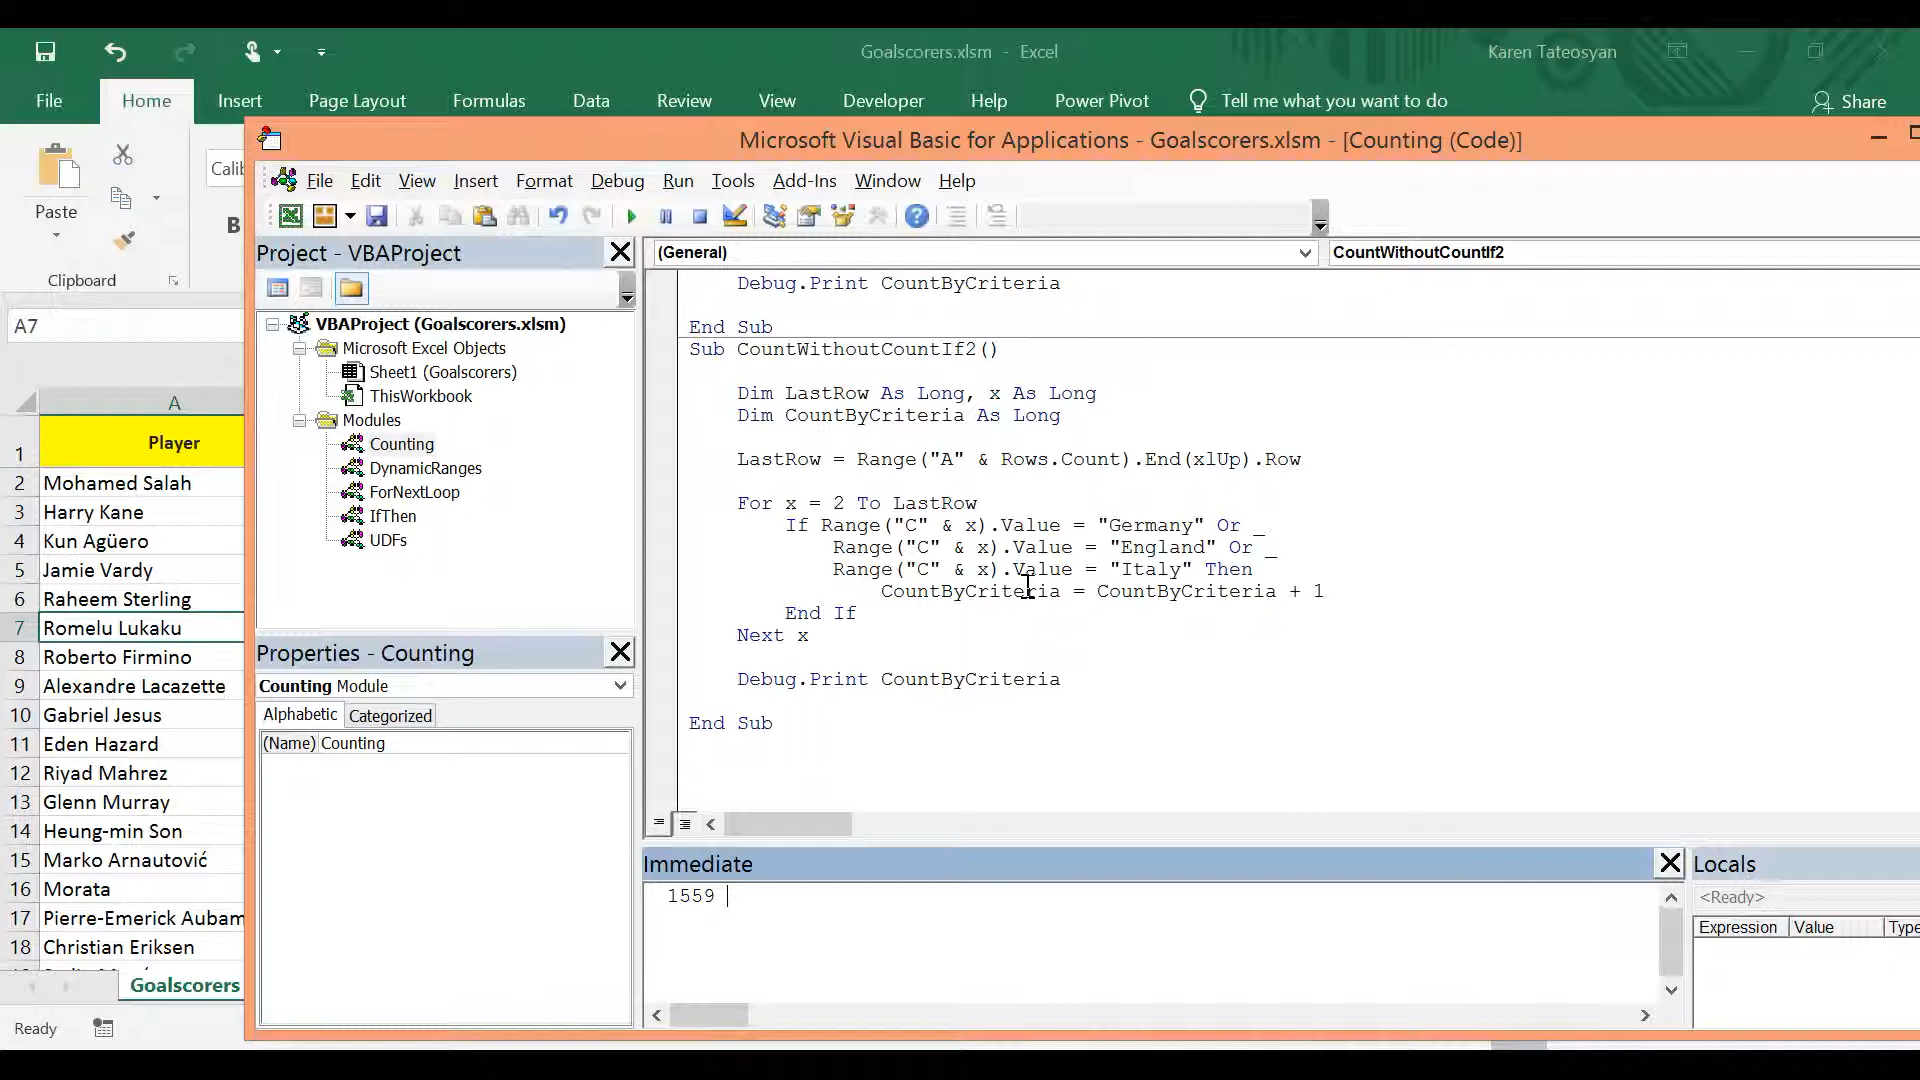 Goalscorers.xlsm - Excel
Karen Tateosyan
File Home Insert Page Layout Formulas Data Review View Developer Help Power Pivot Tell me what you want to do Share
Paste
Calib
B
Clipboard
A7
A
1 Player
2 Mohamed Salah
3 Harry Kane
4 Kun Agüero
5 Jamie Vardy
6 Raheem Sterling
7 Romelu Lukaku
8 Roberto Firmino
9 Alexandre Lacazette
10 Gabriel Jesus
11 Eden Hazard
12 Riyad Mahrez
13 Glenn Murray
14 Heung-min Son
15 Marko Arnautović
16 Morata
17 Pierre-Emerick Aubam
18 Christian Eriksen
Goalscorers
Ready
Microsoft Visual Basic for Applications - Goalscorers.xlsm - [Counting (Code)]
File Edit View Insert Format Debug Run Tools Add-Ins Window Help
Project - VBAProject
VBAProject (Goalscorers.xlsm)
Microsoft Excel Objects
Sheet1 (Goalscorers)
ThisWorkbook
Modules
Counting
DynamicRanges
ForNextLoop
IfThen
UDFs
Properties - Counting
Counting Module
Alphabetic Categorized
(Name) Counting
(General)
CountWithoutCountIf2
Debug.Print CountByCriteria
End Sub
Sub CountWithoutCountIf2()
Dim LastRow As Long, x As Long
Dim CountByCriteria As Long
LastRow = Range("A" & Rows.Count).End(xlUp).Row
For x = 2 To LastRow
If Range("C" & x).Value = "Germany" Or _
Range("C" & x).Value = "England" Or _
Range("C" & x).Value = "Italy" Then
CountByCriteria = CountByCriteria + 1
End If
Next x
Debug.Print CountByCriteria
End Sub
Immediate
1559
Locals
<Ready>
Expression Value Type